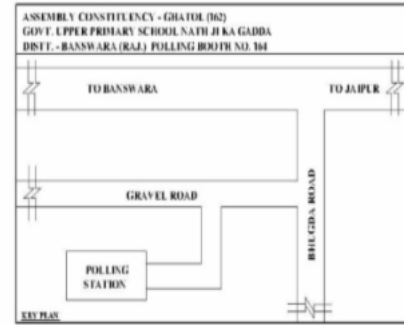 ASSEMBLY CONSTITUENCY - GHATOL (162)
GOVT. UPPER PRIMARY SCHOOL NATH JI KA GADDA
DISTT. - BANSWARA (RAJ.) POLLING BOOTH NO. 164
TO BANSWARA
TO JAIPUR
GRAVEL ROAD
BHUGDA ROAD
POLLING
STATION
KEY PLAN